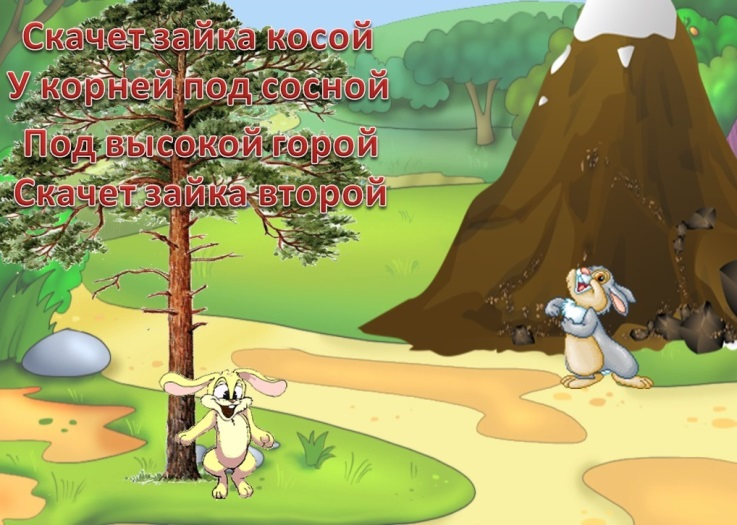 Скачет зайка косой
У корней под сосной
Под высокой горой
Скачет зайка второй